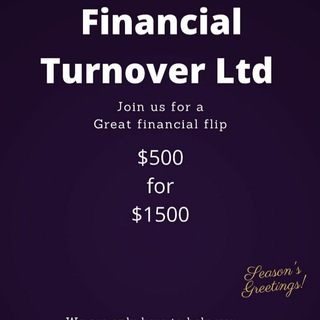 Financial
Turnover Ltd
Join us for a
Great financial flip
$500
for
$1500
Season's
Greetings!